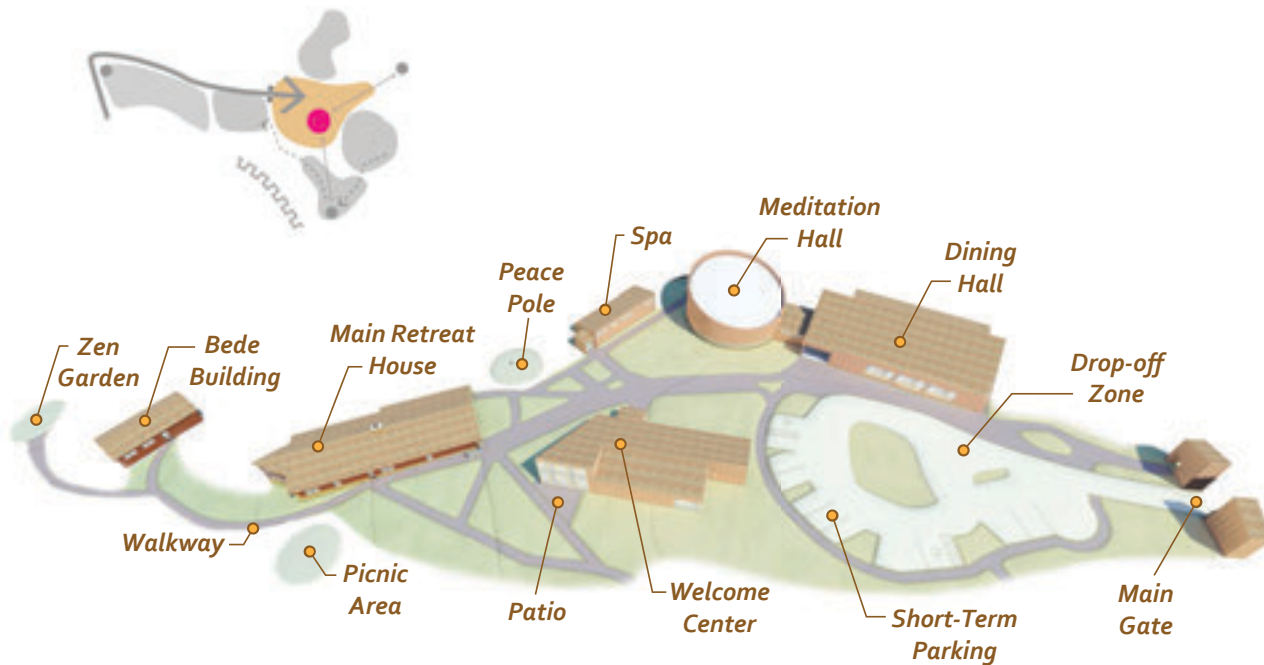 Meditation
Hall
Spa
Dining
Hall
Peace
Pole
Main Retreat
House
Zen
Garden
Bede
Building
Drop-off
Zone
Walkway
Picnic
Area
Patio
Welcome
Center
Short-Term
Parking
Main
Gate